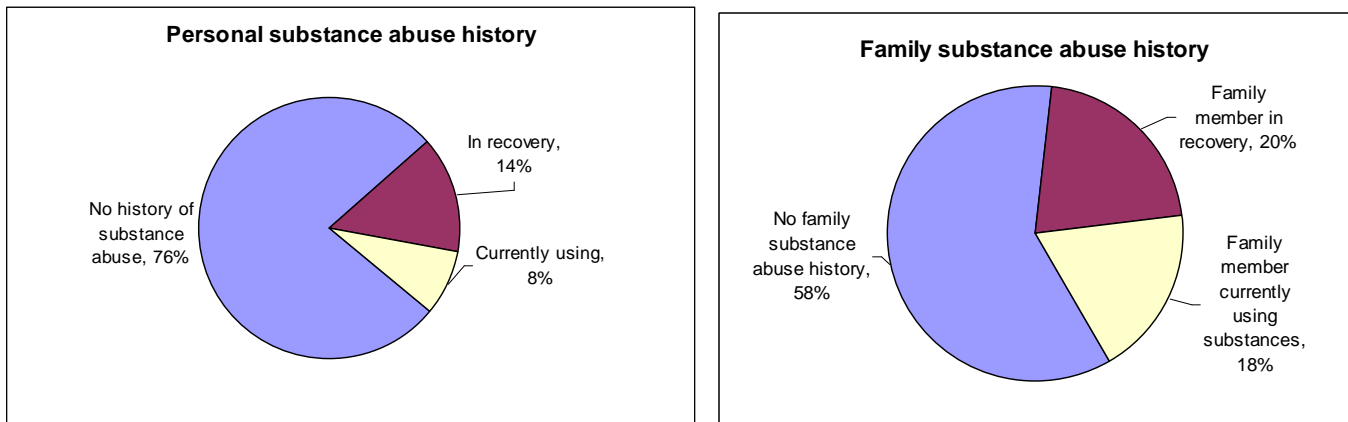 Personal substance abuse history
In recovery,
14%
No history of
substance
abuse, 76%
Currently using,
8%
Family substance abuse history
Family
member in
recovery, 20%
No family
substance
abuse history,
58%
Family
member
currently
using
substances,
18%